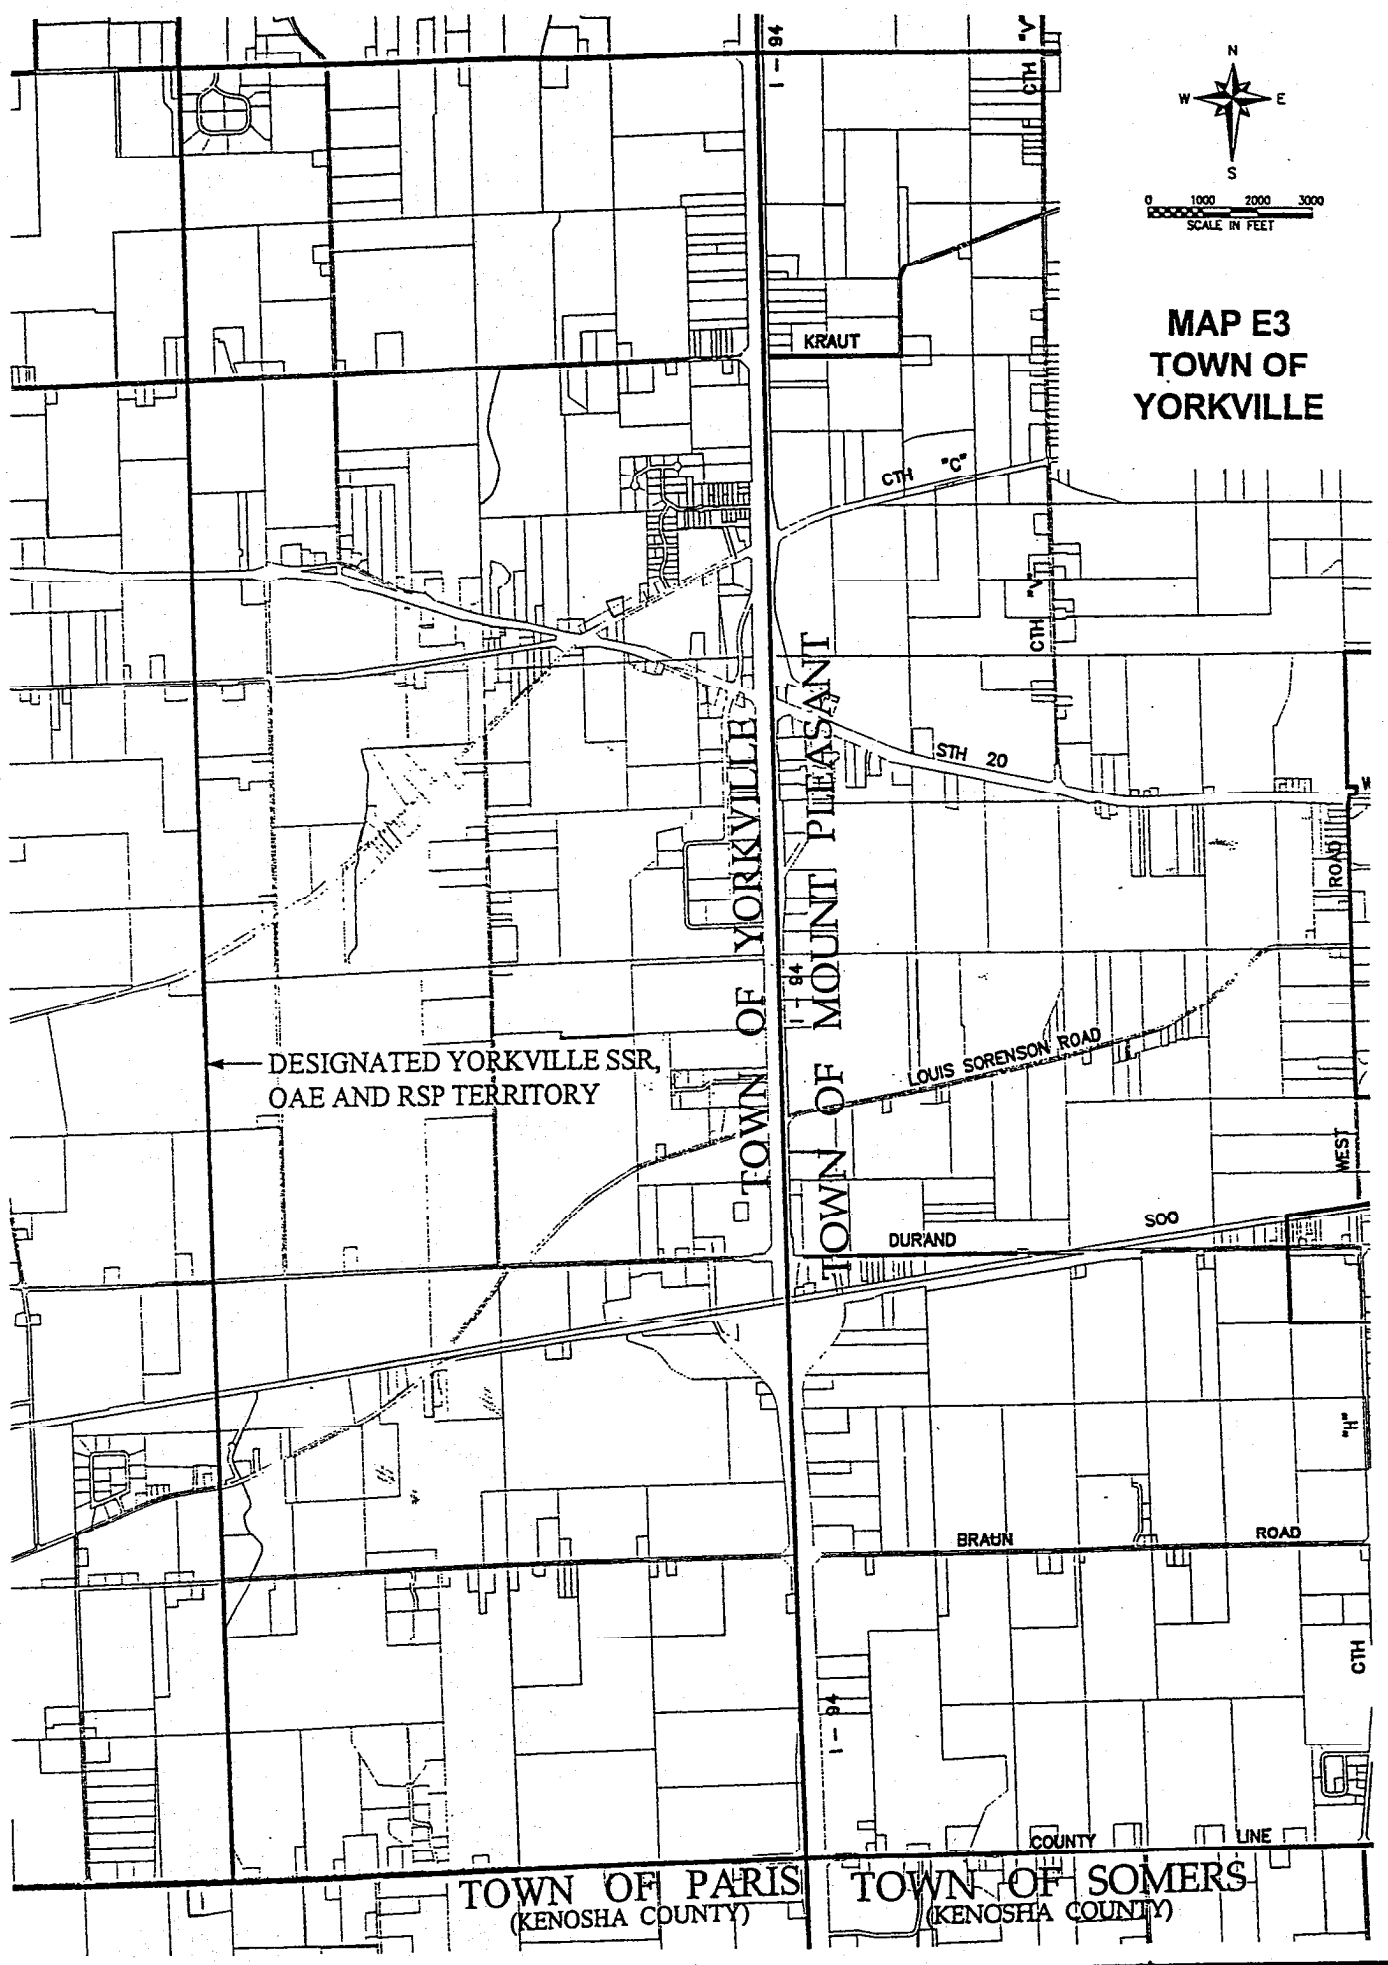 I - 94
CTH "V"
N
W E
S
0 1000 2000 3000
SCALE IN FEET
MAP E3
TOWN OF
YORKVILLE
KRAUT
CTH "C"
CTH "V"
STH 20
ROAD
TOWN OF YORKVILLE
TOWN OF MOUNT PLEASANT
I - 94
LOUIS SORENSON ROAD
DESIGNATED YORKVILLE SSR,
OAE AND RSP TERRITORY
WEST
SOO
DURAND
"H"
BRAUN ROAD
CTH
I - 94
COUNTY LINE
TOWN OF PARIS
(KENOSHA COUNTY)
TOWN OF SOMERS
(KENOSHA COUNTY)